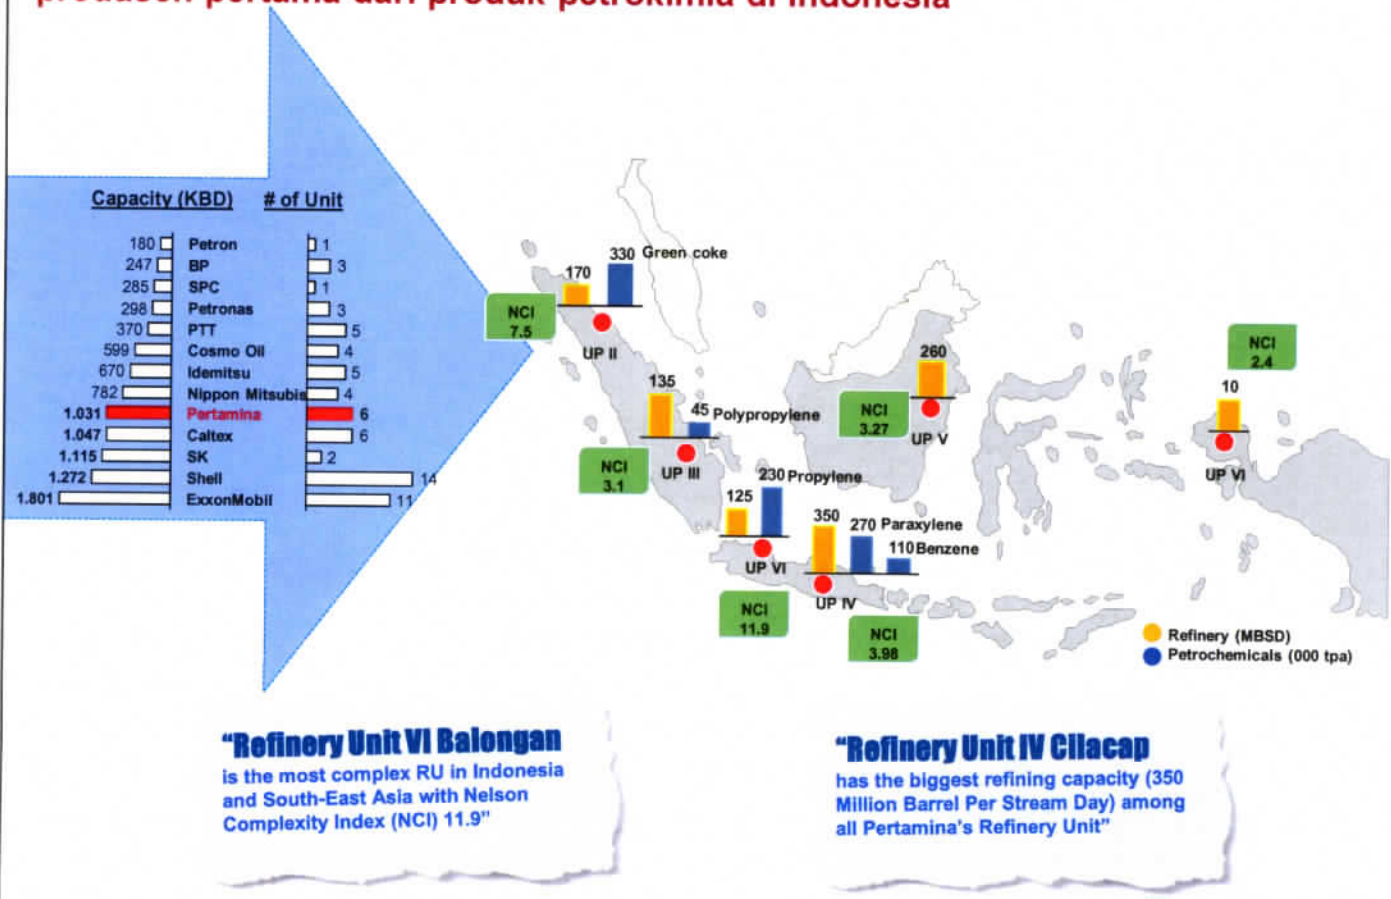 produsen pertama dari produk petrokimia di Indonesia
Capacity (KBD) # of Unit
180 Petron 1
247 BP 3
285 SPC 1
298 Petronas 3
370 PTT 5
599 Cosmo Oil 4
670 Idemitsu 5
782 Nippon Mitsubis 4
1.031 Pertamina 6
1.047 Caltex 6
1.115 SK 2
1.272 Shell 14
1.801 ExxonMobil 11
170
330 Green coke
NCI
7.5
UP II
135
45 Polypropylene
NCI
3.1
UP III
125
230 Propylene
UP VI
NCI
11.9
350
270 Paraxylene
110 Benzene
UP IV
NCI
3.98
260
NCI
3.27
UP V
NCI
2.4
10
UP VI
Refinery (MBSD)
Petrochemicals (000 tpa)
“Refinery Unit VI Balongan
is the most complex RU in Indonesia
and South-East Asia with Nelson
Complexity Index (NCI) 11.9”
“Refinery Unit IV Cilacap
has the biggest refining capacity (350
Million Barrel Per Stream Day) among
all Pertamina's Refinery Unit”